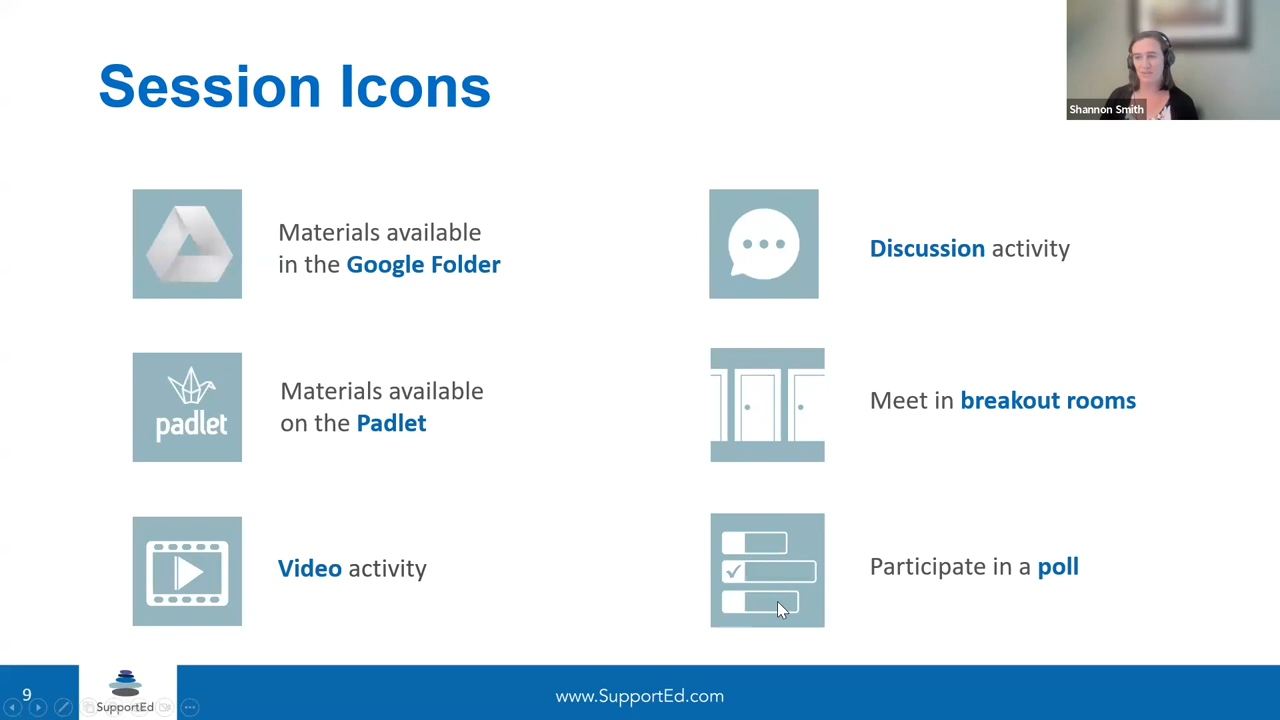 Session Icons
Shannon Smith
Materials available
in the Google Folder
Discussion activity
padlet
Materials available
on the Padlet
Meet in breakout rooms
Video activity
Participate in a poll
9
SupportEd
www.SupportEd.com